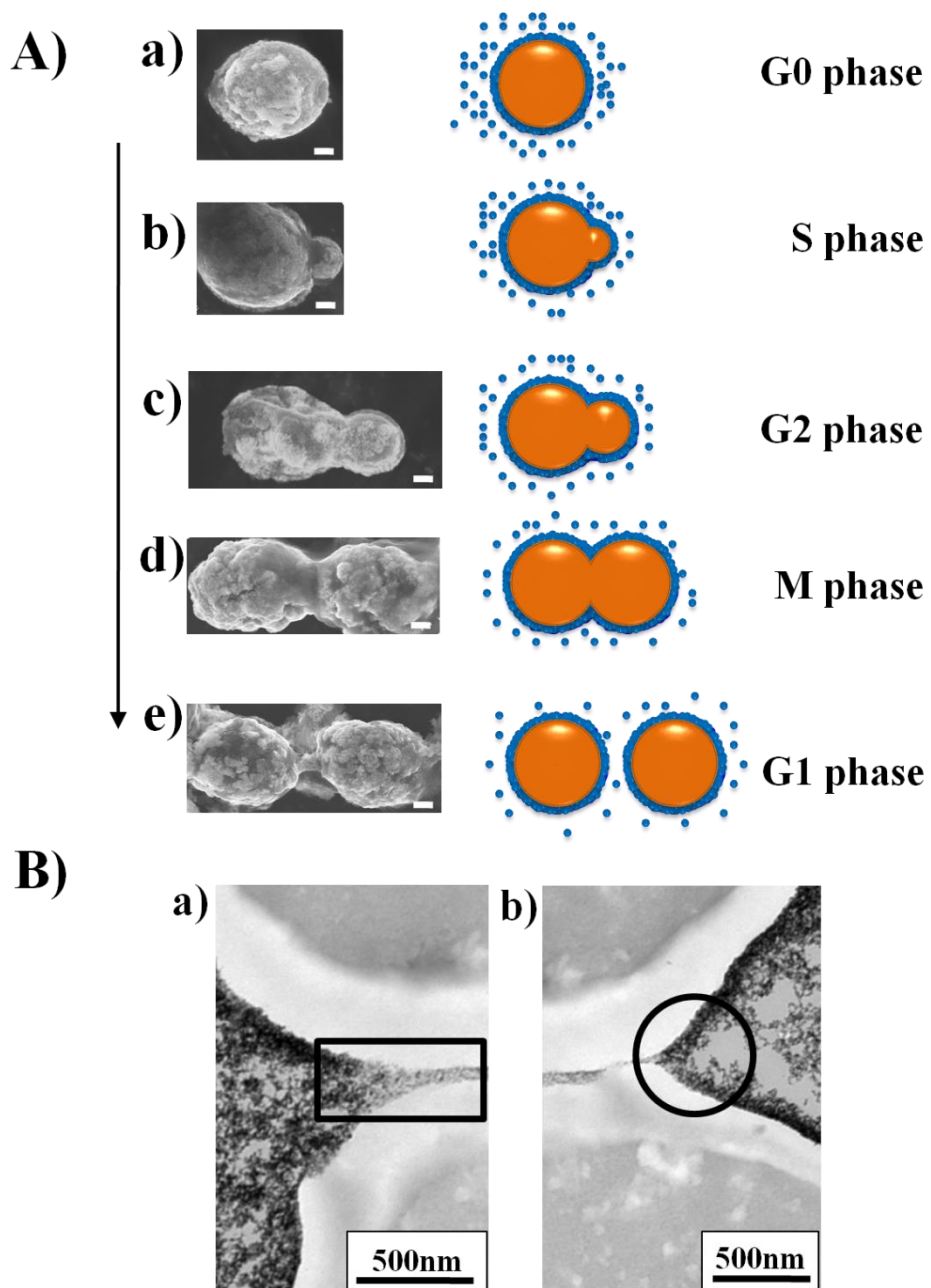 A)
a)
G0 phase
b)
S phase
c)
G2 phase
d)
M phase
e)
G1 phase
B)
a)
b)
500nm
500nm